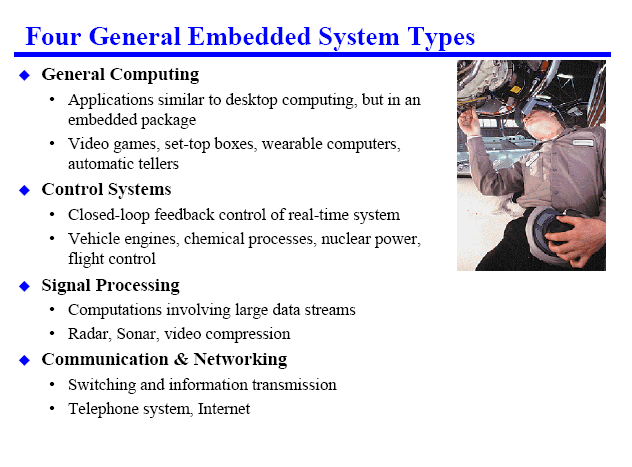 Four General Embedded System Types
◆ General Computing
• Applications similar to desktop computing, but in an
embedded package
• Video games, set-top boxes, wearable computers,
automatic tellers
◆ Control Systems
• Closed-loop feedback control of real-time system
• Vehicle engines, chemical processes, nuclear power,
flight control
◆ Signal Processing
• Computations involving large data streams
• Radar, Sonar, video compression
◆ Communication & Networking
• Switching and information transmission
• Telephone system, Internet